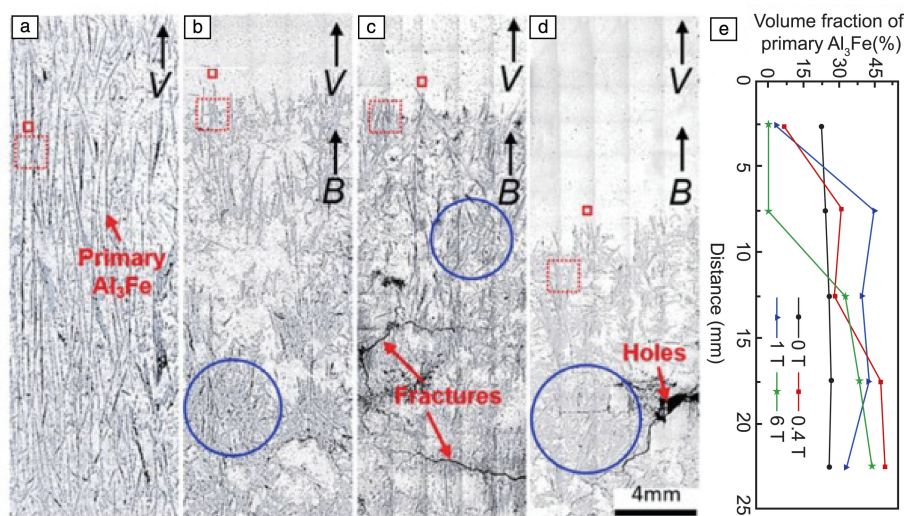 a
V
Primary
Al₃Fe
b
V
B
c
V
B
Fractures
d
V
B
Holes
4mm
e
Volume fraction of
primary Al₃Fe(%)
0 15 30 45
0
5
10
15
20
25
Distance (mm)
0 T
0.4 T
1 T
6 T